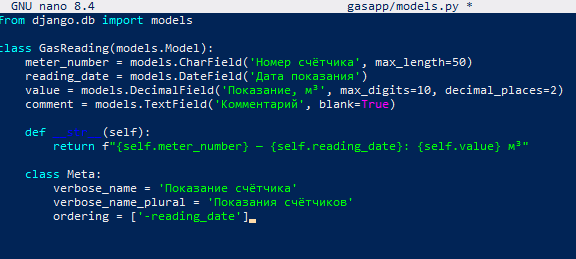 GNU nano 8.4 gasapp/models.py *
from django.db import models
class GasReading(models.Model):
    meter_number = models.CharField('Номер счётчика', max_length=50)
    reading_date = models.DateField('Дата показания')
    value = models.DecimalField('Показание, м³', max_digits=10, decimal_places=2)
    comment = models.TextField('Комментарий', blank=True)
    def __str__(self):
        return f"{self.meter_number} — {self.reading_date}: {self.value} м³"
    class Meta:
        verbose_name = 'Показание счётчика'
        verbose_name_plural = 'Показания счётчиков'
        ordering = ['-reading_date']